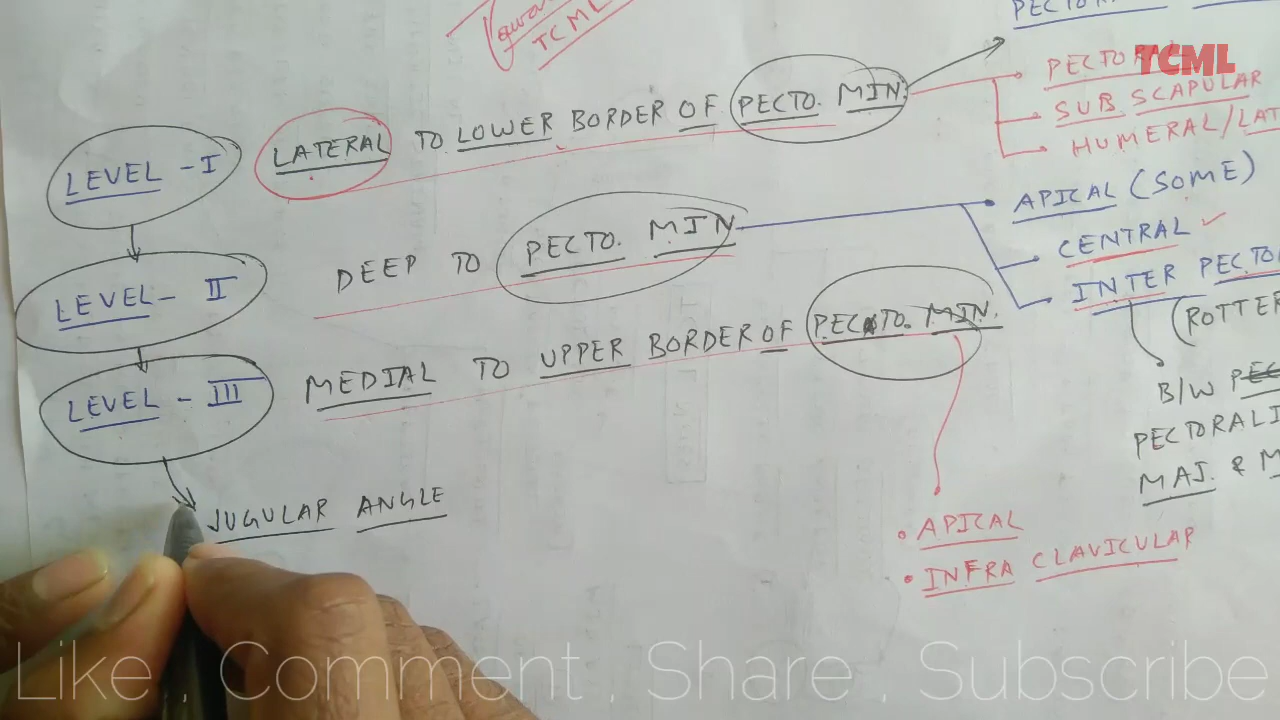 TCML
TCML
LEVEL - I LATERAL TO LOWER BORDER OF PECTO. MIN.
SUB SCAPULAR
HUMERAL/LAT
LEVEL - II DEEP TO PECTO. MIN
APICAL (SOME)
CENTRAL ✓
INTER PECTO
(ROTTER
LEVEL - III MEDIAL TO UPPER BORDER OF PECTO. MIN.
B/W
PECTORALI
MAJ. & M
JUGULAR ANGLE
• APICAL
• INFRA CLAVICULAR
Like , Comment , Share , Subscribe